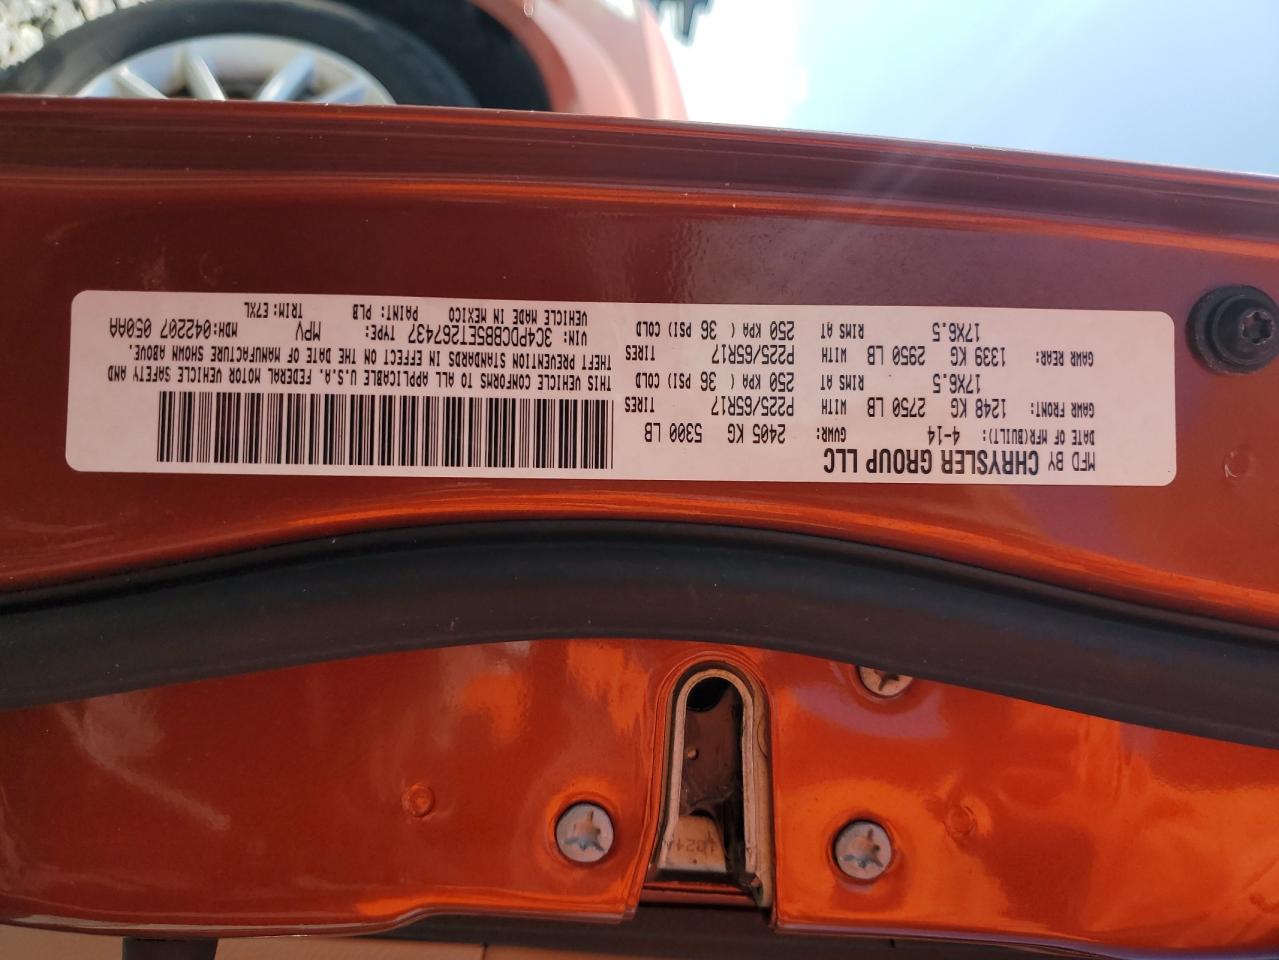 MFD BY CHRYSLER GROUP LLC
DATE OF MFR(BUILT): 4-14 GVWR: 2405 KG 5300 LB
GAWR FRONT: 1248 KG 2750 LB WITH P225/65R17 TIRES
17X6.5 RIMS AT 250 KPA( 36 PSI) COLD
GAWR REAR: 1339 KG 2950 LB WITH P225/65R17 TIRES
17X6.5 RIMS AT 250 KPA( 36 PSI) COLD
THIS VEHICLE CONFORMS TO ALL APPLICABLE U.S.A. FEDERAL MOTOR VEHICLE SAFETY AND
THEFT PREVENTION STANDARDS IN EFFECT ON THE DATE OF MANUFACTURE SHOWN ABOVE.
VIN: 3C4PDCBB5ET267437 TYPE: MPV MDH:042207 050AA
VEHICLE MADE IN MEXICO PAINT: PLB TRIM:E7XL